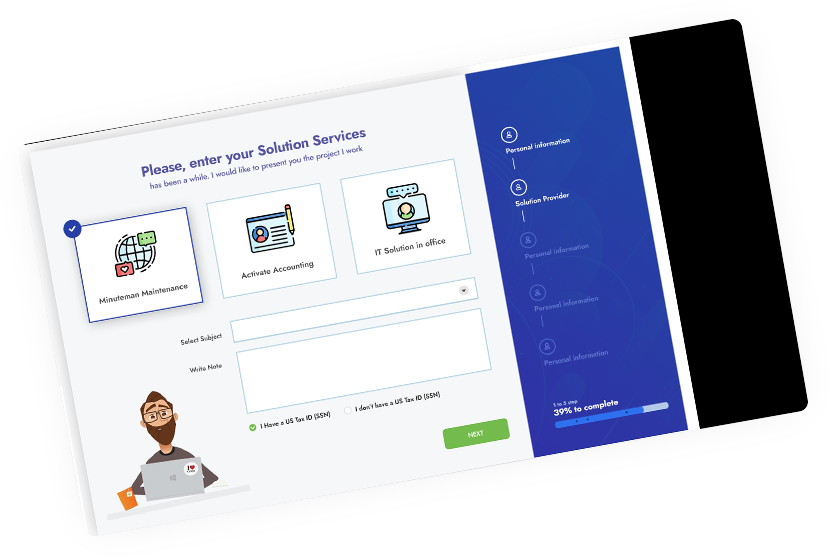 Please, enter your Solution Services
has been a while. I would like to present you the project I work
Minuteman Maintenance
Activate Accounting
IT Solution in office
Select Subject
Write Note
I Have a US Tax ID (SSN)
I don't have a US Tax ID (SSN)
NEXT
Personal information
Solution Provider
Personal information
Personal information
Personal information
1 to 5 step
39% to complete